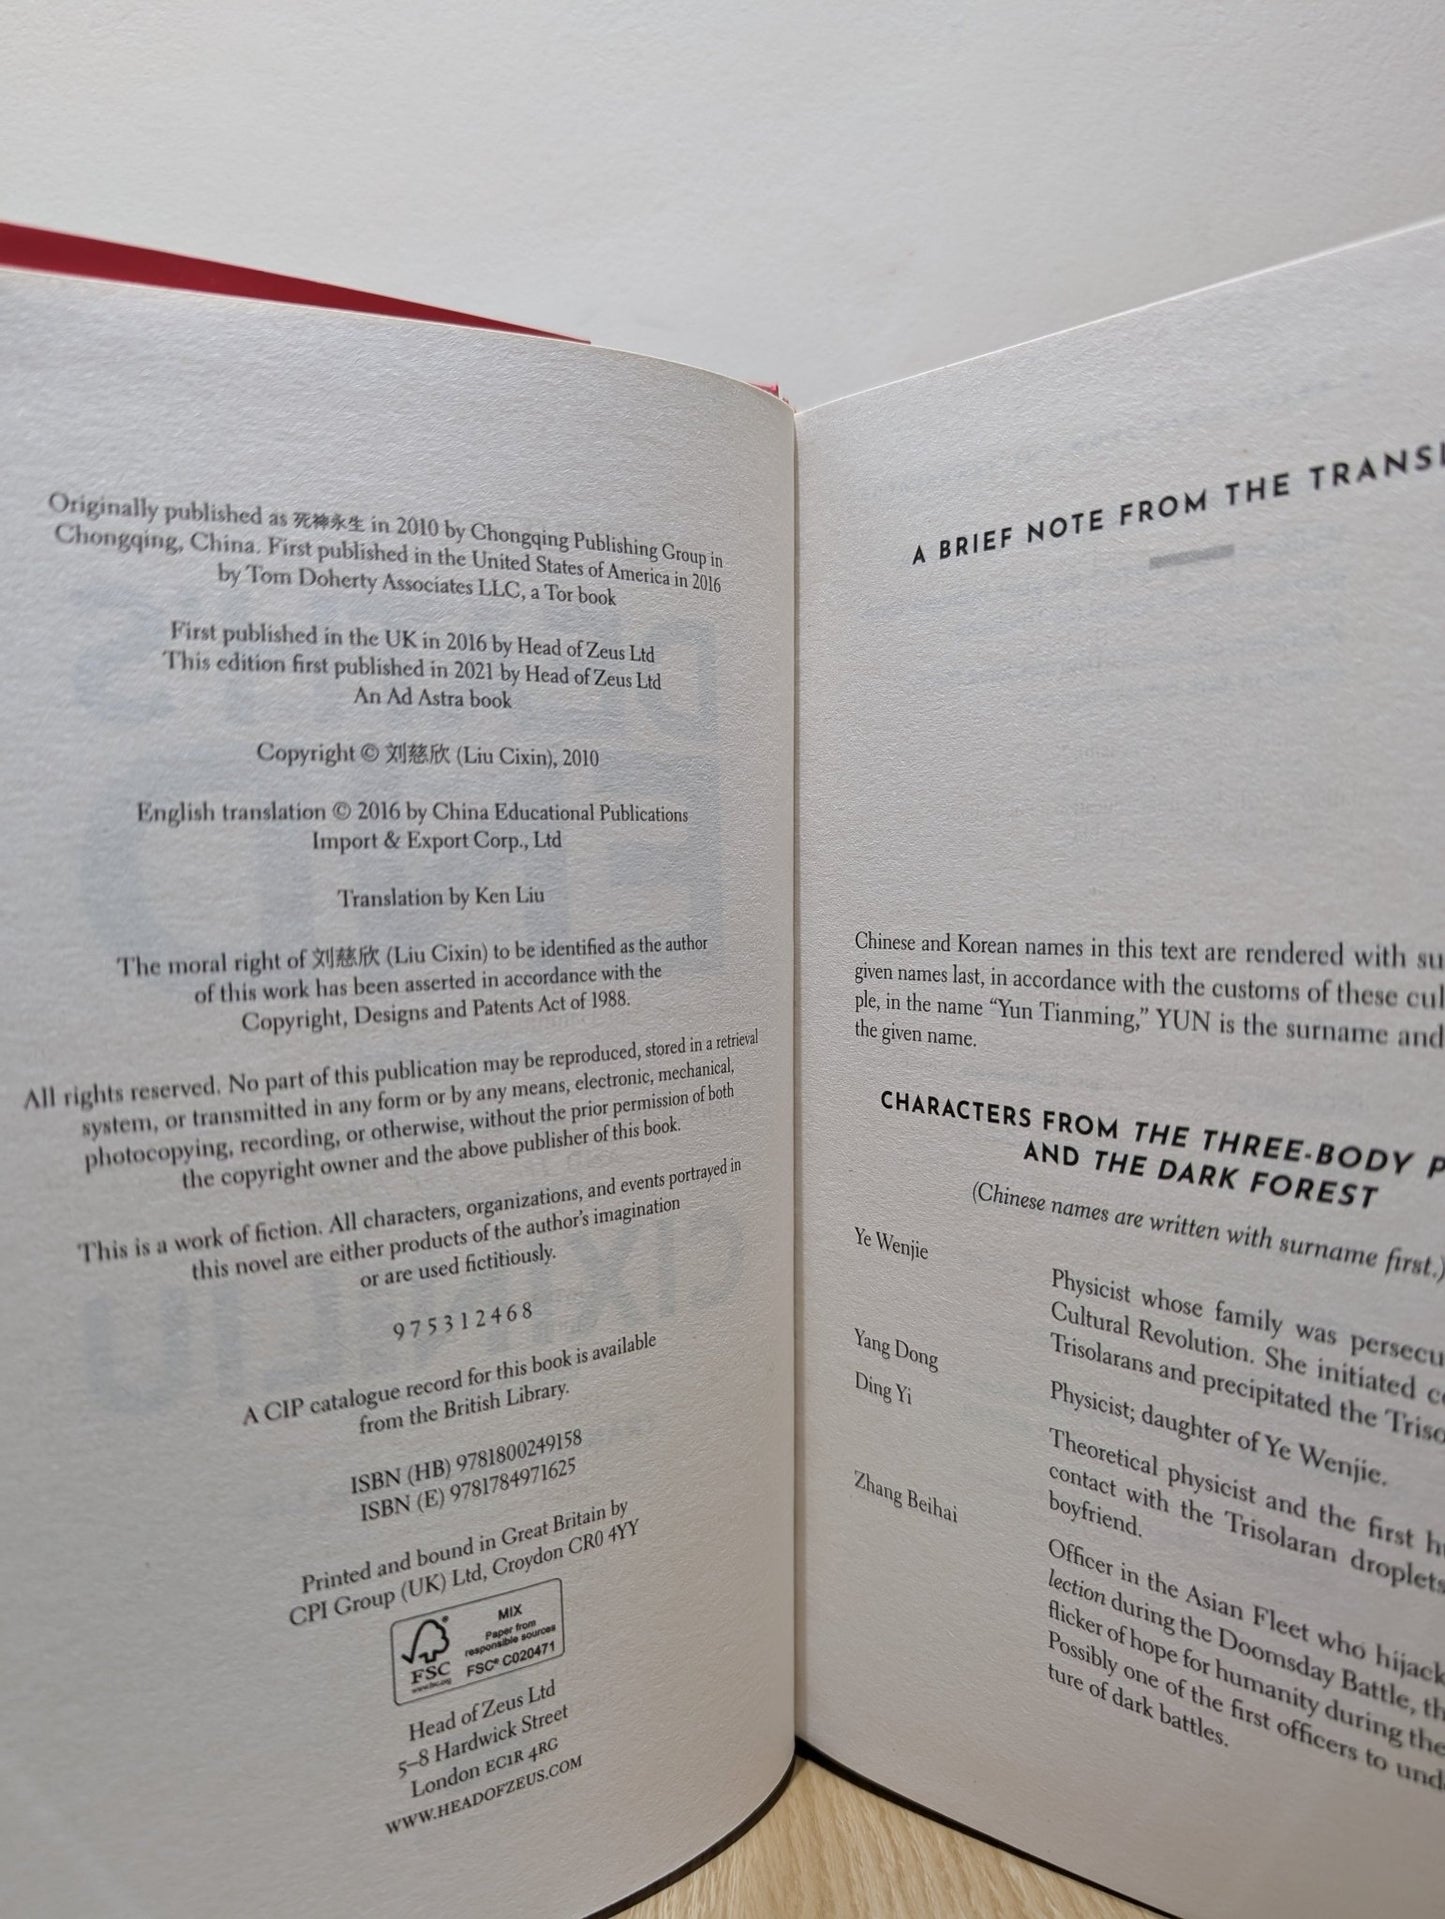 Originally published as 死神永生 in 2010 by Chongqing Publishing Group in
Chongqing, China. First published in the United States of America in 2016
by Tom Doherty Associates LLC, a Tor book
First published in the UK in 2016 by Head of Zeus Ltd
This edition first published in 2021 by Head of Zeus Ltd
An Ad Astra book
Copyright © 刘慈欣 (Liu Cixin), 2010
English translation © 2016 by China Educational Publications
Import & Export Corp., Ltd
Translation by Ken Liu
The moral right of 刘慈欣 (Liu Cixin) to be identified as the author
of this work has been asserted in accordance with the
Copyright, Designs and Patents Act of 1988.
All rights reserved. No part of this publication may be reproduced, stored in a retrieval
system, or transmitted in any form or by any means, electronic, mechanical,
photocopying, recording, or otherwise, without the prior permission of both
the copyright owner and the above publisher of this book.
This is a work of fiction. All characters, organizations, and events portrayed in
this novel are either products of the author's imagination
or are used fictitiously.
9 7 5 3 1 2 4 6 8
A CIP catalogue record for this book is available
from the British Library.
ISBN (HB) 9781800249158
ISBN (E) 9781784971625
Printed and bound in Great Britain by
CPI Group (UK) Ltd, Croydon CR0 4YY
FSC
www.fsc.org
MIX
Paper from
responsible sources
FSC® C020471
Head of Zeus Ltd
5–8 Hardwick Street
London EC1R 4RG
WWW.HEADOFZEUS.COM
A BRIEF NOTE FROM THE TRANSL
Chinese and Korean names in this text are rendered with su
given names last, in accordance with the customs of these cul
ple, in the name “Yun Tianming,” YUN is the surname and
the given name.
CHARACTERS FROM THE THREE-BODY P
AND THE DARK FOREST
(Chinese names are written with surname first.)
Ye Wenjie
Physicist whose family was persecu
Cultural Revolution. She initiated co
Trisolarans and precipitated the Triso
Yang Dong
Physicist; daughter of Ye Wenjie.
Ding Yi
Theoretical physicist and the first hu
contact with the Trisolaran droplets
boyfriend.
Zhang Beihai
Officer in the Asian Fleet who hijack
lection during the Doomsday Battle, th
flicker of hope for humanity during the
Possibly one of the first officers to und
ture of dark battles.